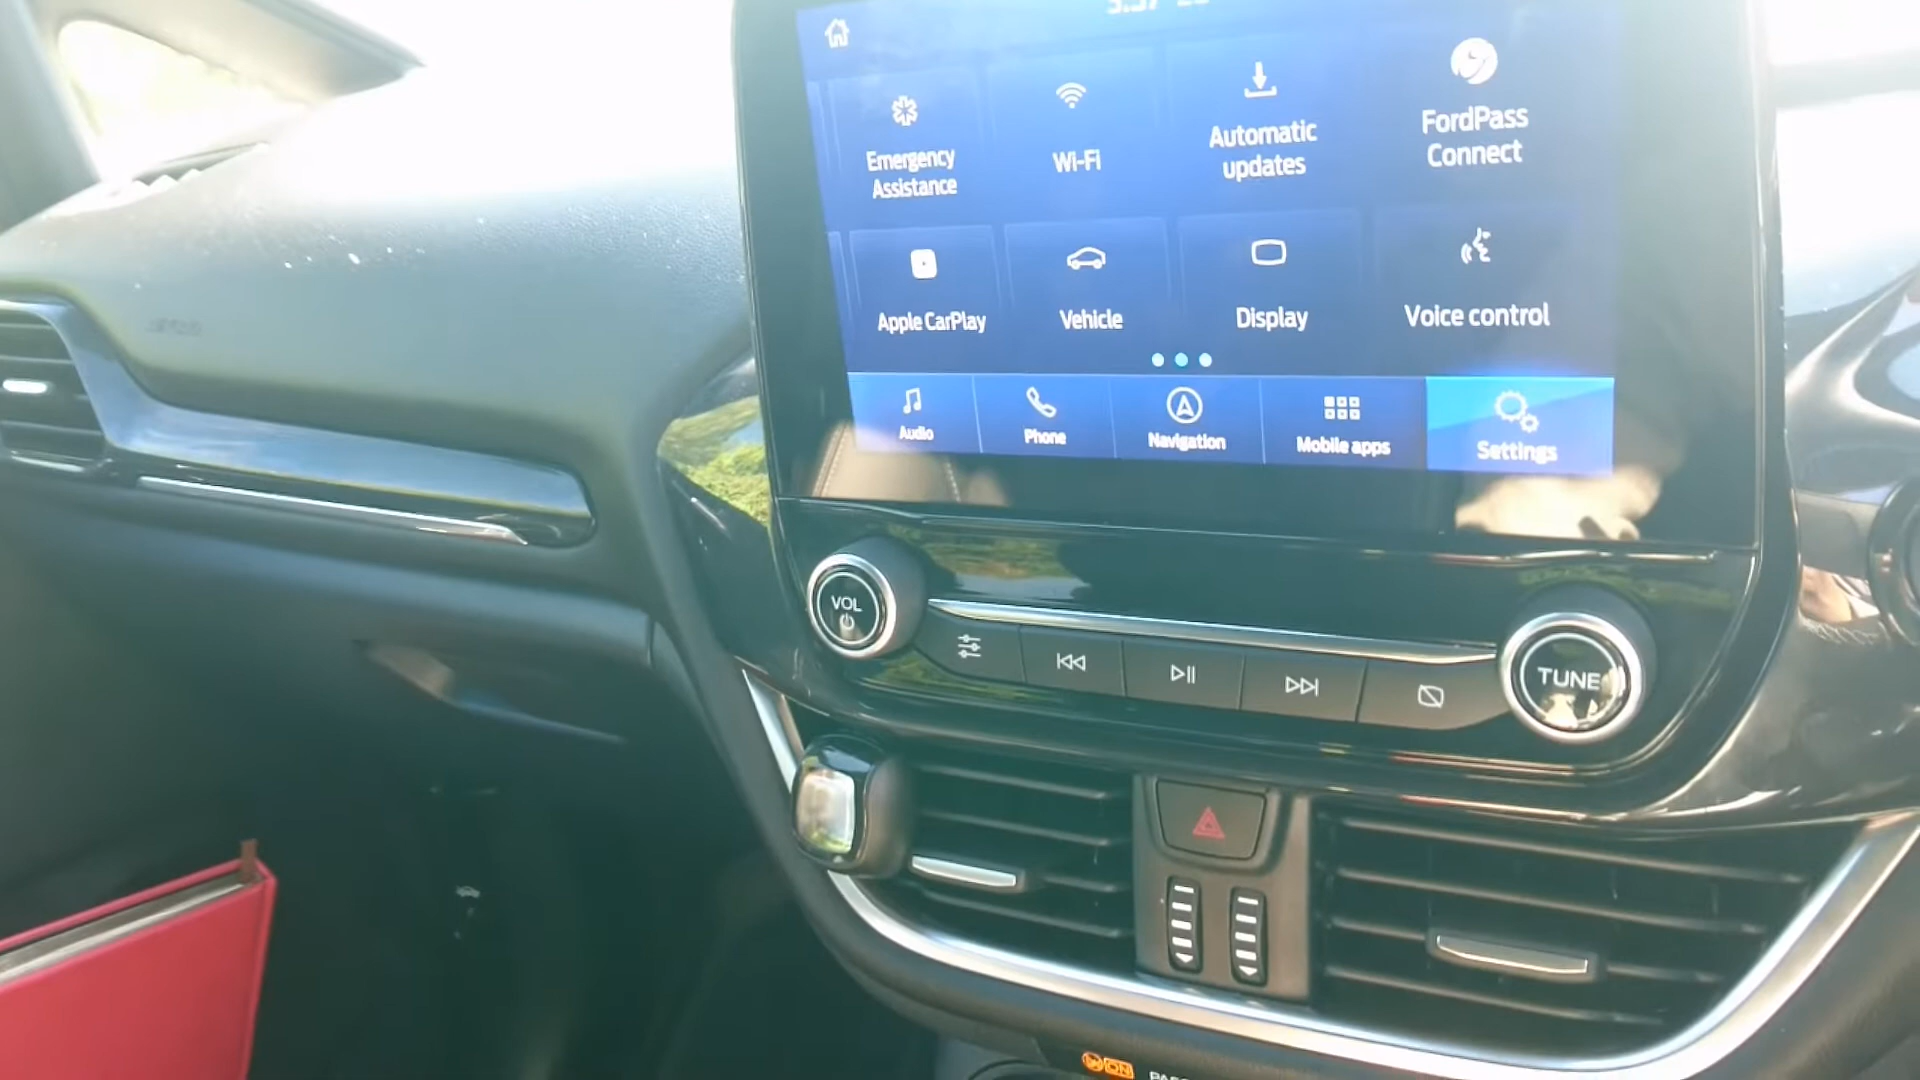 Emergency
Assistance
Wi-Fi
Automatic
updates
FordPass
Connect
Apple CarPlay
Vehicle
Display
Voice control
Audio
Phone
Navigation
Mobile apps
Settings
VOL
TUNE
ON